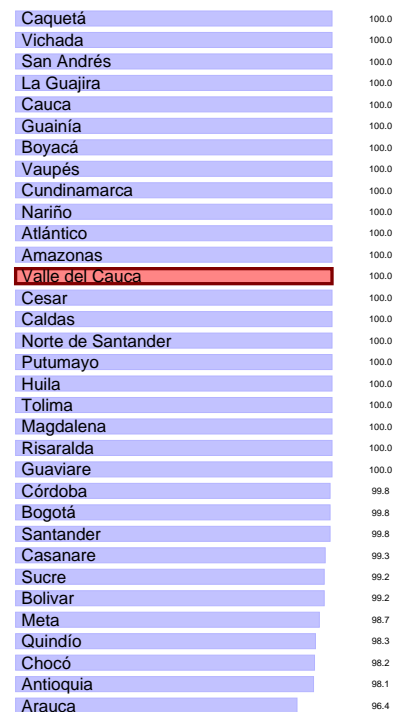 Caquetá 100.0
Vichada 100.0
San Andrés 100.0
La Guajira 100.0
Cauca 100.0
Guainía 100.0
Boyacá 100.0
Vaupés 100.0
Cundinamarca 100.0
Nariño 100.0
Atlántico 100.0
Amazonas 100.0
Valle del Cauca 100.0
Cesar 100.0
Caldas 100.0
Norte de Santander 100.0
Putumayo 100.0
Huila 100.0
Tolima 100.0
Magdalena 100.0
Risaralda 100.0
Guaviare 100.0
Córdoba 99.8
Bogotá 99.8
Santander 99.8
Casanare 99.3
Sucre 99.2
Bolivar 99.2
Meta 98.7
Quindío 98.3
Chocó 98.2
Antioquia 98.1
Arauca 96.4